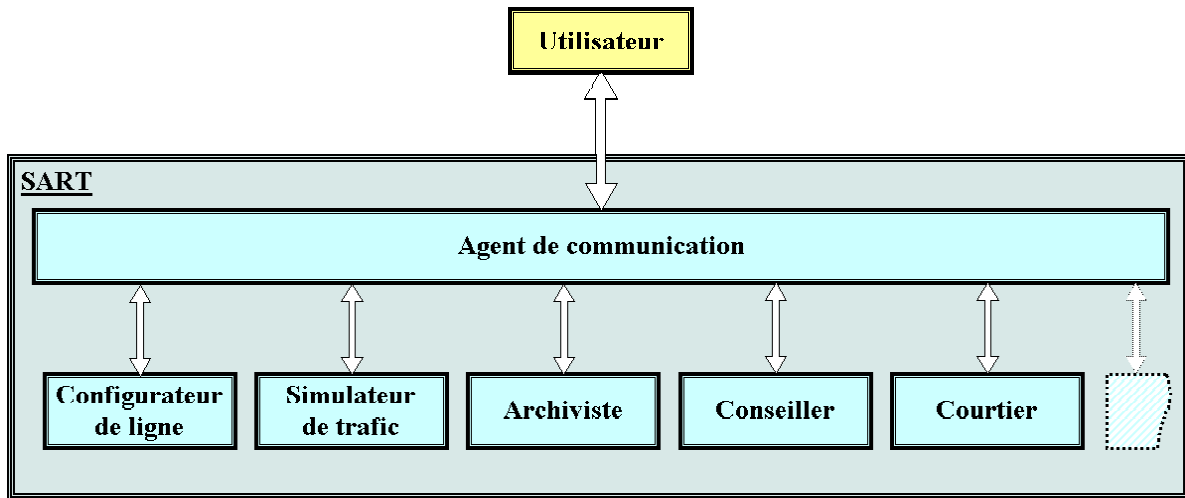 Utilisateur
SART
Agent de communication
Configurateur
de ligne
Simulateur
de trafic
Archiviste
Conseiller
Courtier